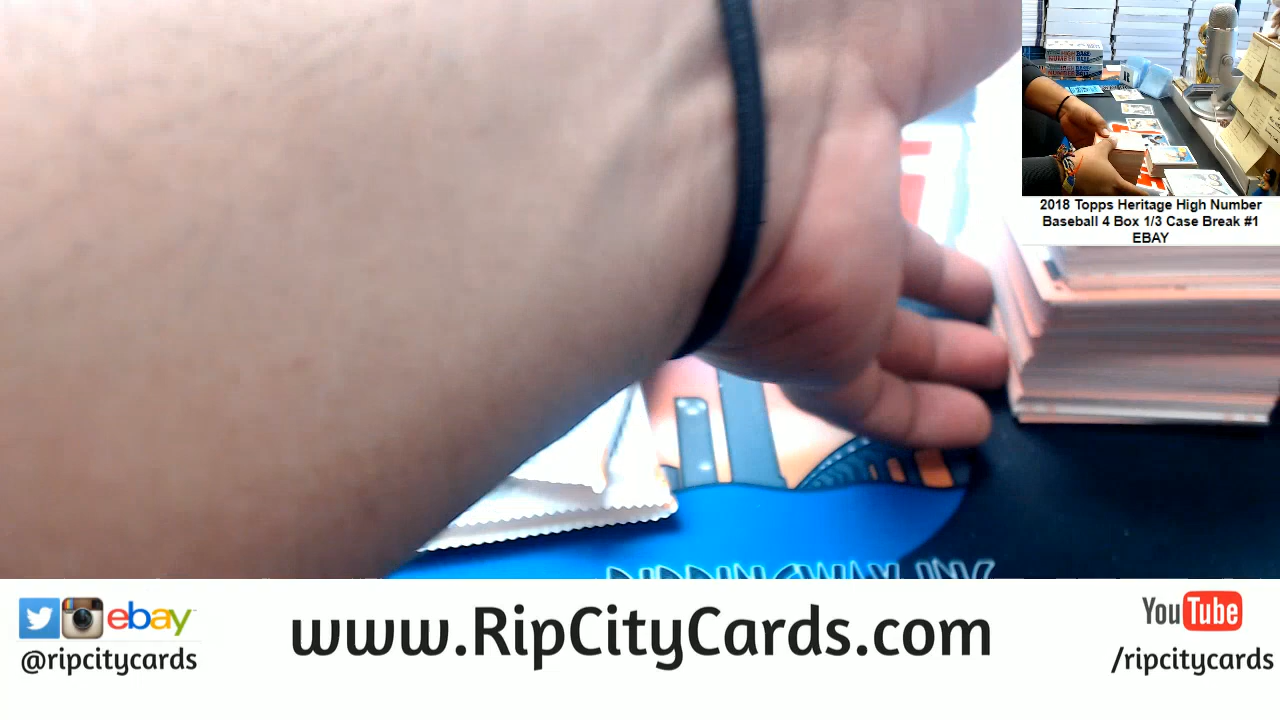 2018 Topps Heritage High Number
Baseball 4 Box 1/3 Case Break #1
EBAY
ebay
@ripcitycards
www.RipCityCards.com
YouTube
/ripcitycards